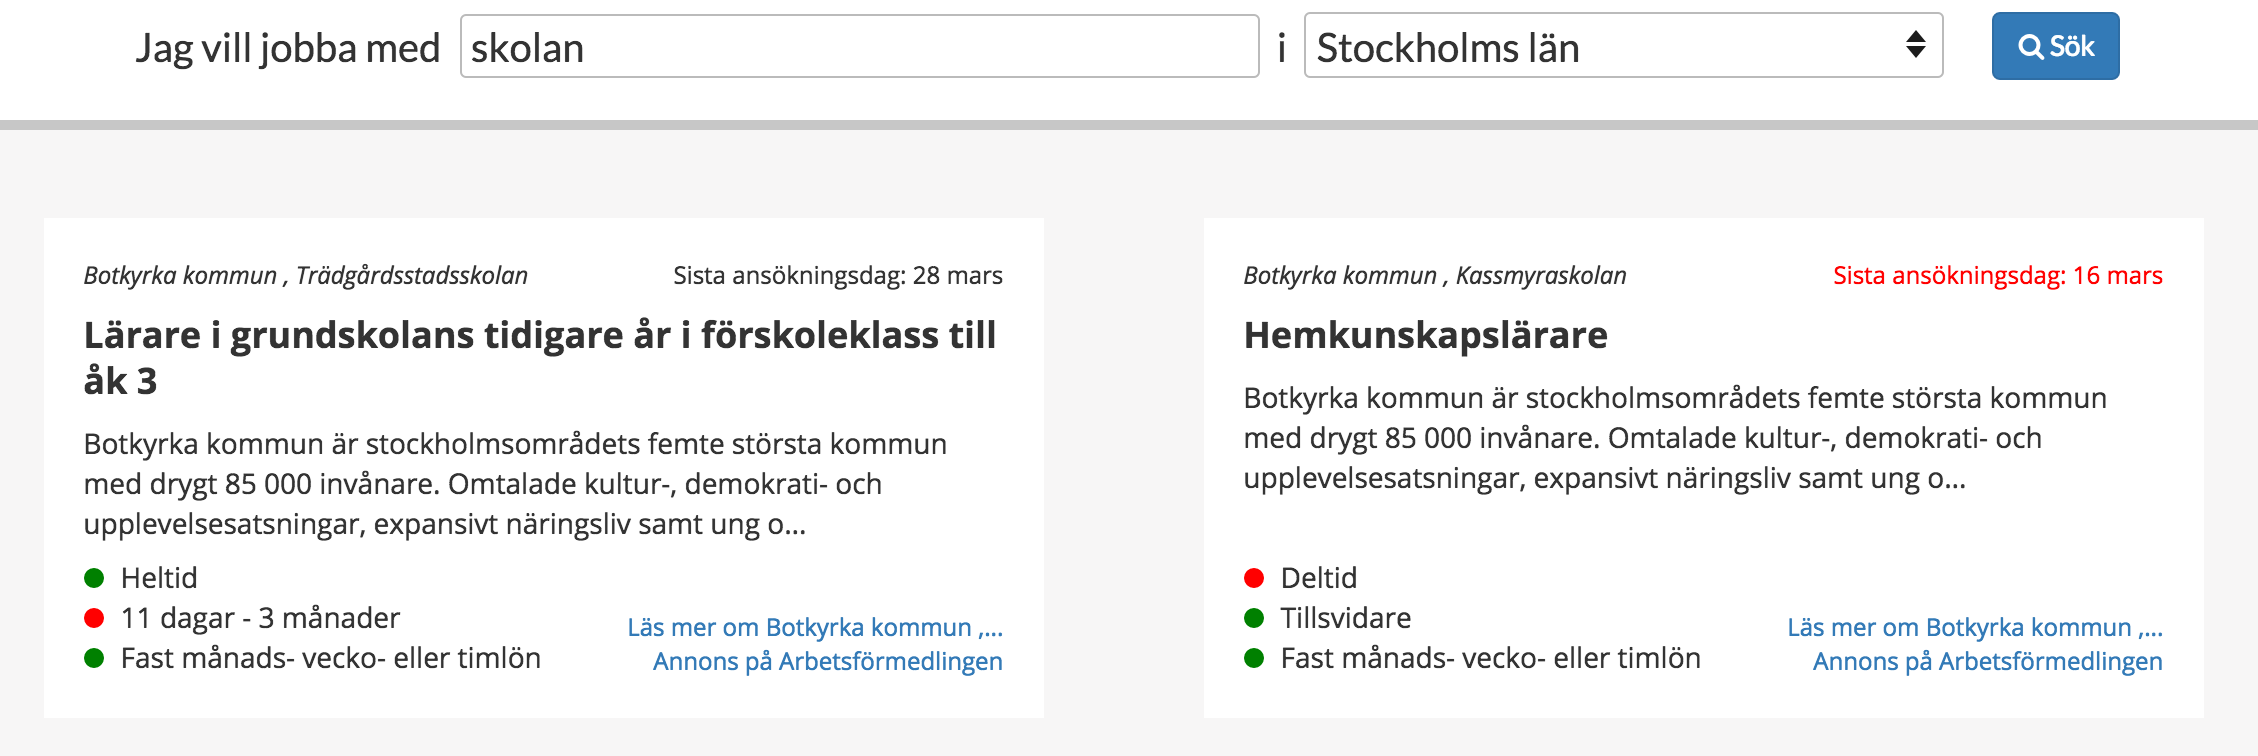 Jag vill jobba med skolan i Stockholms län Sök
Botkyrka kommun , Trädgårdsstadsskolan Sista ansökningsdag: 28 mars
Lärare i grundskolans tidigare år i förskoleklass till
åk 3
Botkyrka kommun är stockholmsområdets femte största kommun
med drygt 85 000 invånare. Omtalade kultur-, demokrati- och
upplevelsesatsningar, expansivt näringsliv samt ung o...
Heltid
11 dagar - 3 månader
Fast månads- vecko- eller timlön
Läs mer om Botkyrka kommun ,...
Annons på Arbetsförmedlingen
Botkyrka kommun , Kassmyraskolan Sista ansökningsdag: 16 mars
Hemkunskapslärare
Botkyrka kommun är stockholmsområdets femte största kommun
med drygt 85 000 invånare. Omtalade kultur-, demokrati- och
upplevelsesatsningar, expansivt näringsliv samt ung o...
Deltid
Tillsvidare
Fast månads- vecko- eller timlön
Läs mer om Botkyrka kommun ,...
Annons på Arbetsförmedlingen